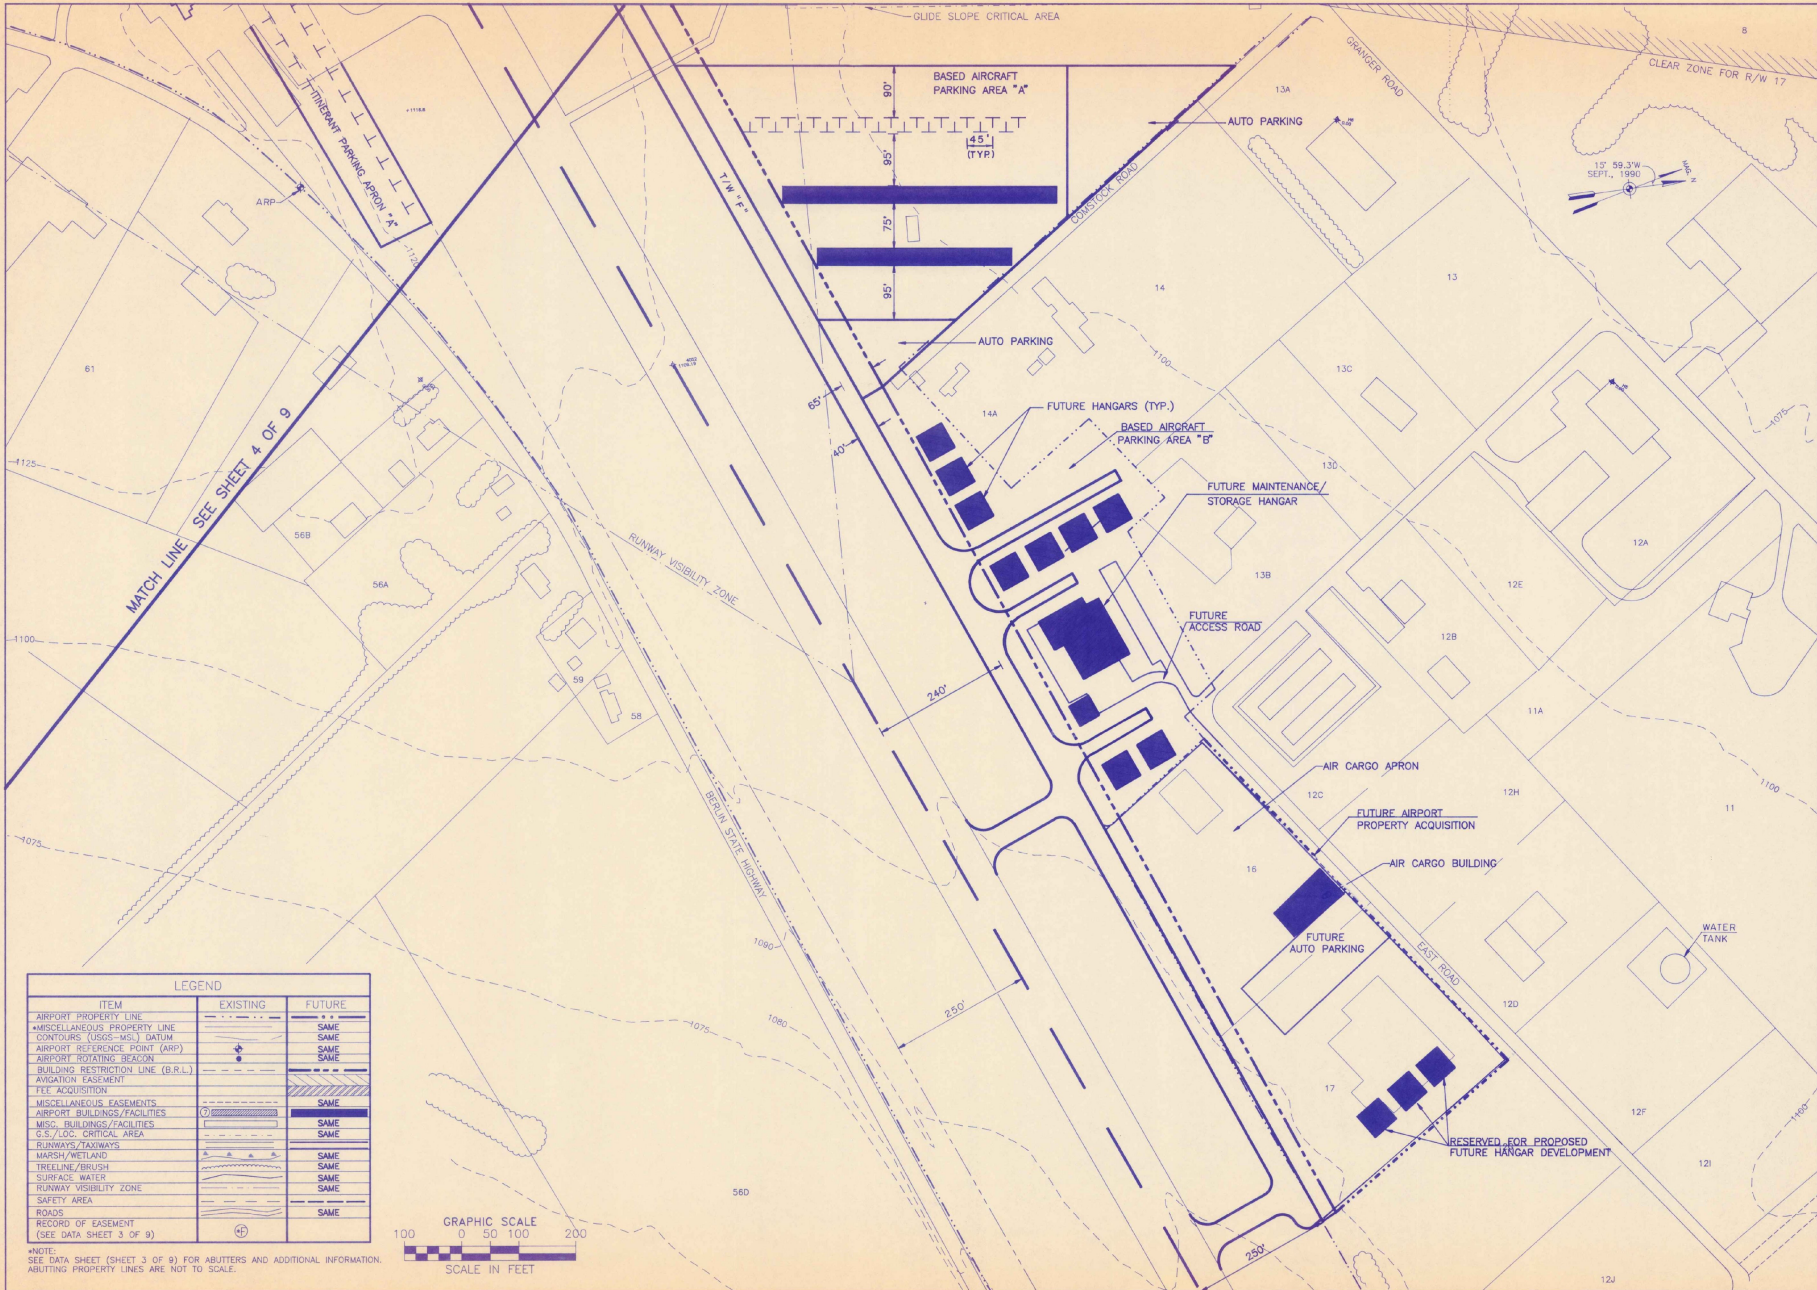 GLIDE SLOPE CRITICAL AREA
GRANGER ROAD
8
CLEAR ZONE FOR R/W 17
ITINERANT PARKING APRON "A"
BASED AIRCRAFT
PARKING AREA "A"
90'
13A
AUTO PARKING
45'
(TYP.)
95'
T/W "F"
15° 59.3'W
SEPT., 1990
MAG. N
ARP
COMSTOCK ROAD
75'
1125
95'
14
13
AUTO PARKING
1100
61
13C
65'
14A
FUTURE HANGARS (TYP.)
1075
BASED AIRCRAFT
PARKING AREA "B"
40'
1125
MATCH LINE SEE SHEET 4 OF 9
13D
FUTURE MAINTENANCE/
STORAGE HANGAR
56B
RUNWAY VISIBILITY ZONE
12A
56A
13B
12E
FUTURE
ACCESS ROAD
1100
12B
59
240'
58
11A
AIR CARGO APRON
12C
12H
1100
11
BERLIN STATE HIGHWAY
FUTURE AIRPORT
PROPERTY ACQUISITION
1075
16
AIR CARGO BUILDING
1090
FUTURE
AUTO PARKING
EAST ROAD
WATER
TANK
12D
250'
1075
1080
17
12F
1100
RESERVED FOR PROPOSED
FUTURE HANGAR DEVELOPMENT
12I
56D
250'
12J
LEGEND
ITEM EXISTING FUTURE
AIRPORT PROPERTY LINE
*MISCELLANEOUS PROPERTY LINE SAME
CONTOURS (USGS-MSL) DATUM SAME
AIRPORT REFERENCE POINT (ARP) SAME
AIRPORT ROTATING BEACON SAME
BUILDING RESTRICTION LINE (B.R.L.)
AVIGATION EASEMENT
FEE ACQUISITION
MISCELLANEOUS EASEMENTS SAME
AIRPORT BUILDINGS/FACILITIES 7
MISC. BUILDINGS/FACILITIES SAME
G.S./LOC. CRITICAL AREA SAME
RUNWAYS/TAXIWAYS
MARSH/WETLAND SAME
TREELINE/BRUSH SAME
SURFACE WATER SAME
RUNWAY VISIBILITY ZONE SAME
SAFETY AREA
ROADS SAME
RECORD OF EASEMENT
(SEE DATA SHEET 3 OF 9)
*NOTE:
SEE DATA SHEET (SHEET 3 OF 9) FOR ABUTTERS AND ADDITIONAL INFORMATION.
ABUTTING PROPERTY LINES ARE NOT TO SCALE.
GRAPHIC SCALE
100 0 50 100 200
SCALE IN FEET